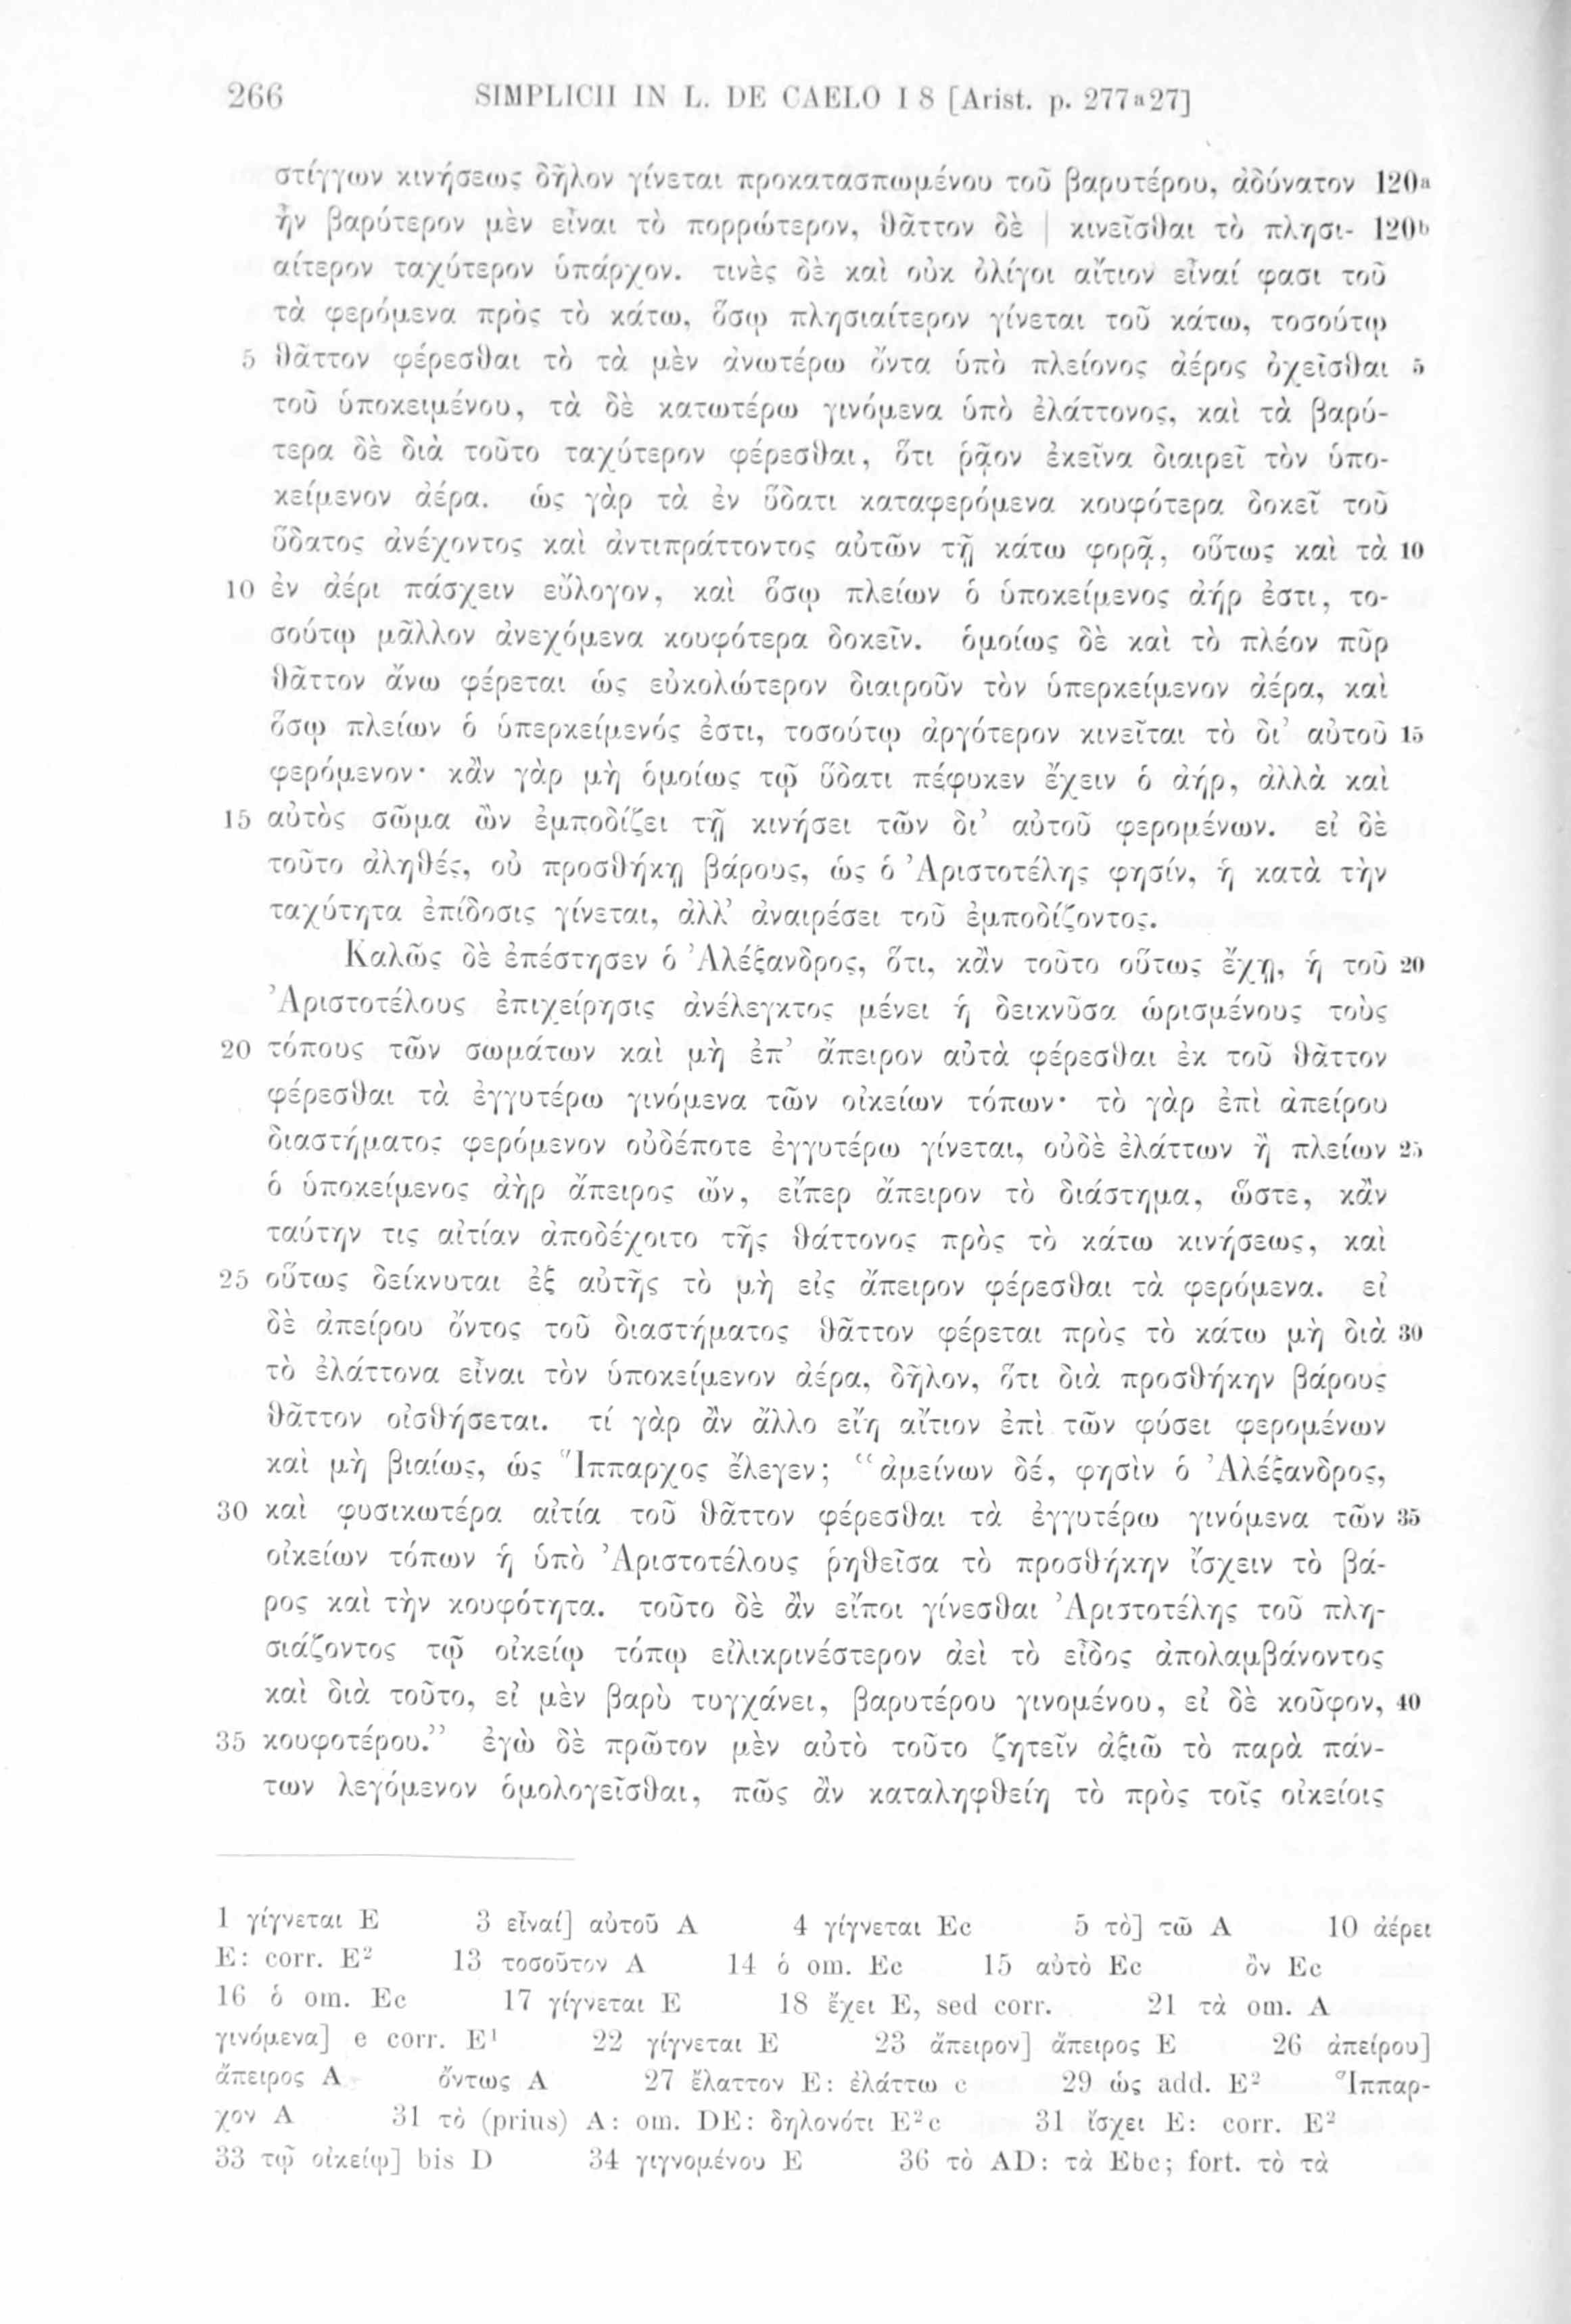 266 SIMPLICII IN L. DE CAELO I 8 [Arist. p. 277ᵃ27]
στίγγων κινήσεως δῆλον γίνεται προκατασπωμένου τοῦ βαρυτέρου, ἀδύνατον 120ᵃ
ἦν βαρύτερον μὲν εἶναι τὸ πορρώτερον, θᾶττον δὲ | κινεῖσθαι τὸ πλησι- 120ᵇ
αίτερον ταχύτερον ὑπάρχον. τινὲς δὲ καὶ οὐκ ὀλίγοι αἴτιον εἶναί φασι τοῦ
τὰ φερόμενα πρὸς τὸ κάτω, ὅσῳ πλησιαίτερον γίνεται τοῦ κάτω, τοσούτῳ
5 θᾶττον φέρεσθαι τὸ τὰ μὲν ἀνωτέρω ὄντα ὑπὸ πλείονος ἀέρος ὀχεῖσθαι 5
τοῦ ὑποκειμένου, τὰ δὲ κατωτέρω γινόμενα ὑπὸ ἐλάττονος, καὶ τὰ βαρύ-
τερα δὲ διὰ τοῦτο ταχύτερον φέρεσθαι, ὅτι ῥᾷον ἐκεῖνα διαιρεῖ τὸν ὑπο-
κείμενον ἀέρα. ὡς γὰρ τὰ ἐν ὕδατι καταφερόμενα κουφότερα δοκεῖ τοῦ
ὕδατος ἀνέχοντος καὶ ἀντιπράττοντος αὐτῶν τῇ κάτω φορᾷ, οὕτως καὶ τὰ 10
10 ἐν ἀέρι πάσχειν εὔλογον, καὶ ὅσῳ πλείων ὁ ὑποκείμενος ἀήρ ἐστι, το-
σούτῳ μᾶλλον ἀνεχόμενα κουφότερα δοκεῖν. ὁμοίως δὲ καὶ τὸ πλέον πῦρ
θᾶττον ἄνω φέρεται ὡς εὐκολώτερον διαιροῦν τὸν ὑπερκείμενον ἀέρα, καὶ
ὅσῳ πλείων ὁ ὑπερκείμενός ἐστι, τοσούτῳ ἀργότερον κινεῖται τὸ δι’ αὐτοῦ 15
φερόμενον· κἂν γὰρ μὴ ὁμοίως τῷ ὕδατι πέφυκεν ἔχειν ὁ ἀήρ, ἀλλὰ καὶ
15 αὐτὸς σῶμα ὢν ἐμποδίζει τῇ κινήσει τῶν δι’ αὐτοῦ φερομένων. εἰ δὲ
τοῦτο ἀληθές, οὐ προσθήκῃ βάρους, ὡς ὁ Ἀριστοτέλης φησίν, ἡ κατὰ τὴν
ταχύτητα ἐπίδοσις γίνεται, ἀλλ’ ἀναιρέσει τοῦ ἐμποδίζοντος.
Καλῶς δὲ ἐπέστησεν ὁ Ἀλέξανδρος, ὅτι, κἂν τοῦτο οὕτως ἔχῃ, ἡ τοῦ 20
Ἀριστοτέλους ἐπιχείρησις ἀνέλεγκτος μένει ἡ δεικνῦσα ὡρισμένους τοὺς
20 τόπους τῶν σωμάτων καὶ μὴ ἐπ’ ἄπειρον αὐτὰ φέρεσθαι ἐκ τοῦ θᾶττον
φέρεσθαι τὰ ἐγγυτέρω γινόμενα τῶν οἰκείων τόπων· τὸ γὰρ ἐπὶ ἀπείρου
διαστήματος φερόμενον οὐδέποτε ἐγγυτέρω γίνεται, οὐδὲ ἐλάττων ἢ πλείων 25
ὁ ὑποκείμενος ἀὴρ ἄπειρος ὤν, εἴπερ ἄπειρον τὸ διάστημα, ὥστε, κἂν
ταύτην τις αἰτίαν ἀποδέχοιτο τῆς θάττονος πρὸς τὸ κάτω κινήσεως, καὶ
25 οὕτως δείκνυται ἐξ αὐτῆς τὸ μὴ εἰς ἄπειρον φέρεσθαι τὰ φερόμενα. εἰ
δὲ ἀπείρου ὄντος τοῦ διαστήματος θᾶττον φέρεται πρὸς τὸ κάτω μὴ διὰ 30
τὸ ἐλάττονα εἶναι τὸν ὑποκείμενον ἀέρα, δῆλον, ὅτι διὰ προσθήκην βάρους
θᾶττον οἰσθήσεται. τί γὰρ ἂν ἄλλο εἴη αἴτιον ἐπὶ τῶν φύσει φερομένων
καὶ μὴ βιαίως, ὡς Ἵππαρχος ἔλεγεν; “ἀμείνων δέ, φησὶν ὁ Ἀλέξανδρος,
30 καὶ φυσικωτέρα αἰτία τοῦ θᾶττον φέρεσθαι τὰ ἐγγυτέρω γινόμενα τῶν 35
οἰκείων τόπων ἡ ὑπὸ Ἀριστοτέλους ῥηθεῖσα τὸ προσθήκην ἴσχειν τὸ βά-
ρος καὶ τὴν κουφότητα. τοῦτο δὲ ἂν εἴποι γίνεσθαι Ἀριστοτέλης τοῦ πλη-
σιάζοντος τῷ οἰκείῳ τόπῳ εἰλικρινέστερον ἀεὶ τὸ εἶδος ἀπολαμβάνοντος
καὶ διὰ τοῦτο, εἰ μὲν βαρὺ τυγχάνει, βαρυτέρου γινομένου, εἰ δὲ κοῦφον, 40
35 κουφοτέρου.” ἐγὼ δὲ πρῶτον μὲν αὐτὸ τοῦτο ζητεῖν ἀξιῶ τὸ παρὰ πάν-
των λεγόμενον ὁμολογεῖσθαι, πῶς ἂν καταληφθείη τὸ πρὸς τοῖς οἰκείοις
1 γίγνεται E 3 εἶναί] αὐτοῦ A 4 γίγνεται Ec 5 τὸ] τῶ A 10 ἀέρει
E: corr. E² 13 τοσοῦτον A 14 ὁ om. Ec 15 αὐτὸ Ec ὂν Ec
16 ὁ om. Ec 17 γίγνεται E 18 ἔχει E, sed corr. 21 τὰ om. A
γινόμενα] e corr. E¹ 22 γίγνεται E 23 ἄπειρον] ἄπειρος E 26 ἀπείρου]
ἄπειρος A ὄντως A 27 ἔλαττον E: ἐλάττω c 29 ὡς add. E² Ἵππαρ-
χον A 31 τὸ (prius) A: om. DE: δηλονότι E²c 31 ἴσχει E: corr. E²
33 τῷ οἰκείῳ] bis D 34 γιγνομένου E 36 τὸ AD: τὰ Ebc; fort. τὸ τὰ